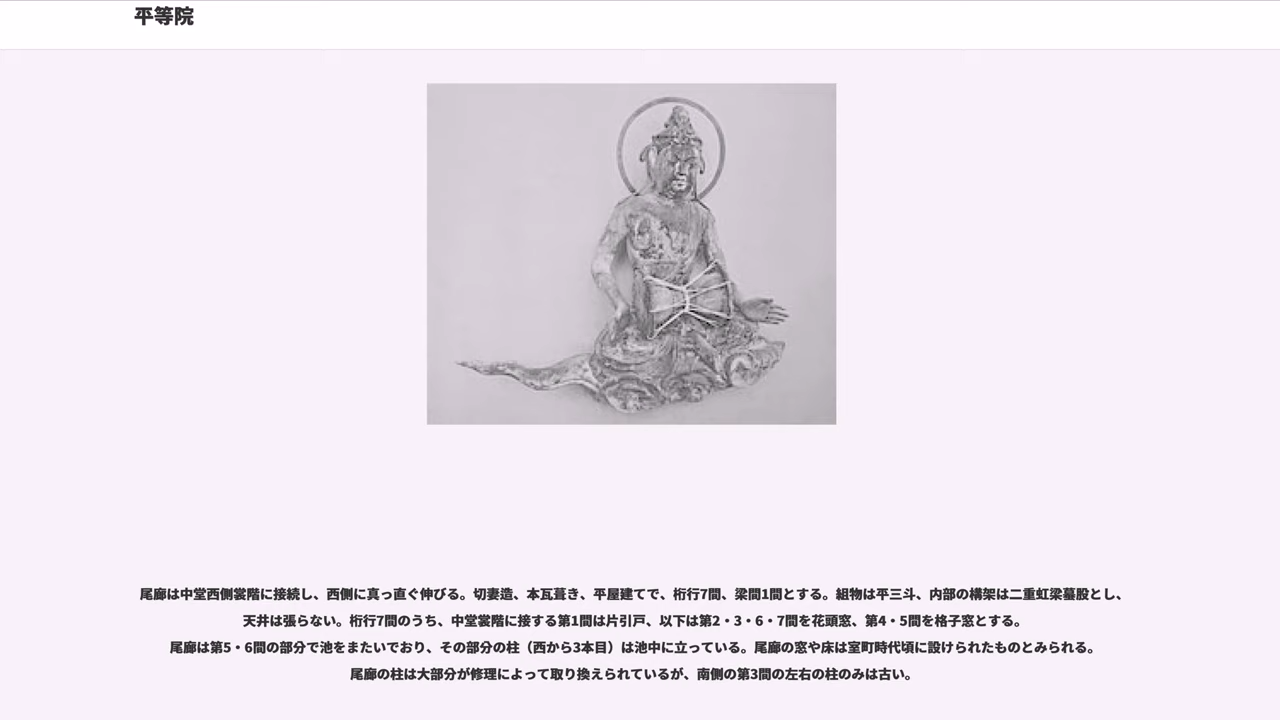 平等院
尾廊は中堂西側裳階に接続し、西側に真っ直ぐ伸びる。切妻造、本瓦葺き、平屋建てで、桁行7間、梁間1間とする。組物は平三斗、内部の構架は二重虹梁蟇股とし、
天井は張らない。桁行7間のうち、中堂裳階に接する第1間は片引戸、以下は第2・3・6・7間を花頭窓、第4・5間を格子窓とする。
尾廊は第5・6間の部分で池をまたいでおり、その部分の柱（西から3本目）は池中に立っている。尾廊の窓や床は室町時代頃に設けられたものとみられる。
尾廊の柱は大部分が修理によって取り換えられているが、南側の第3間の左右の柱のみは古い。